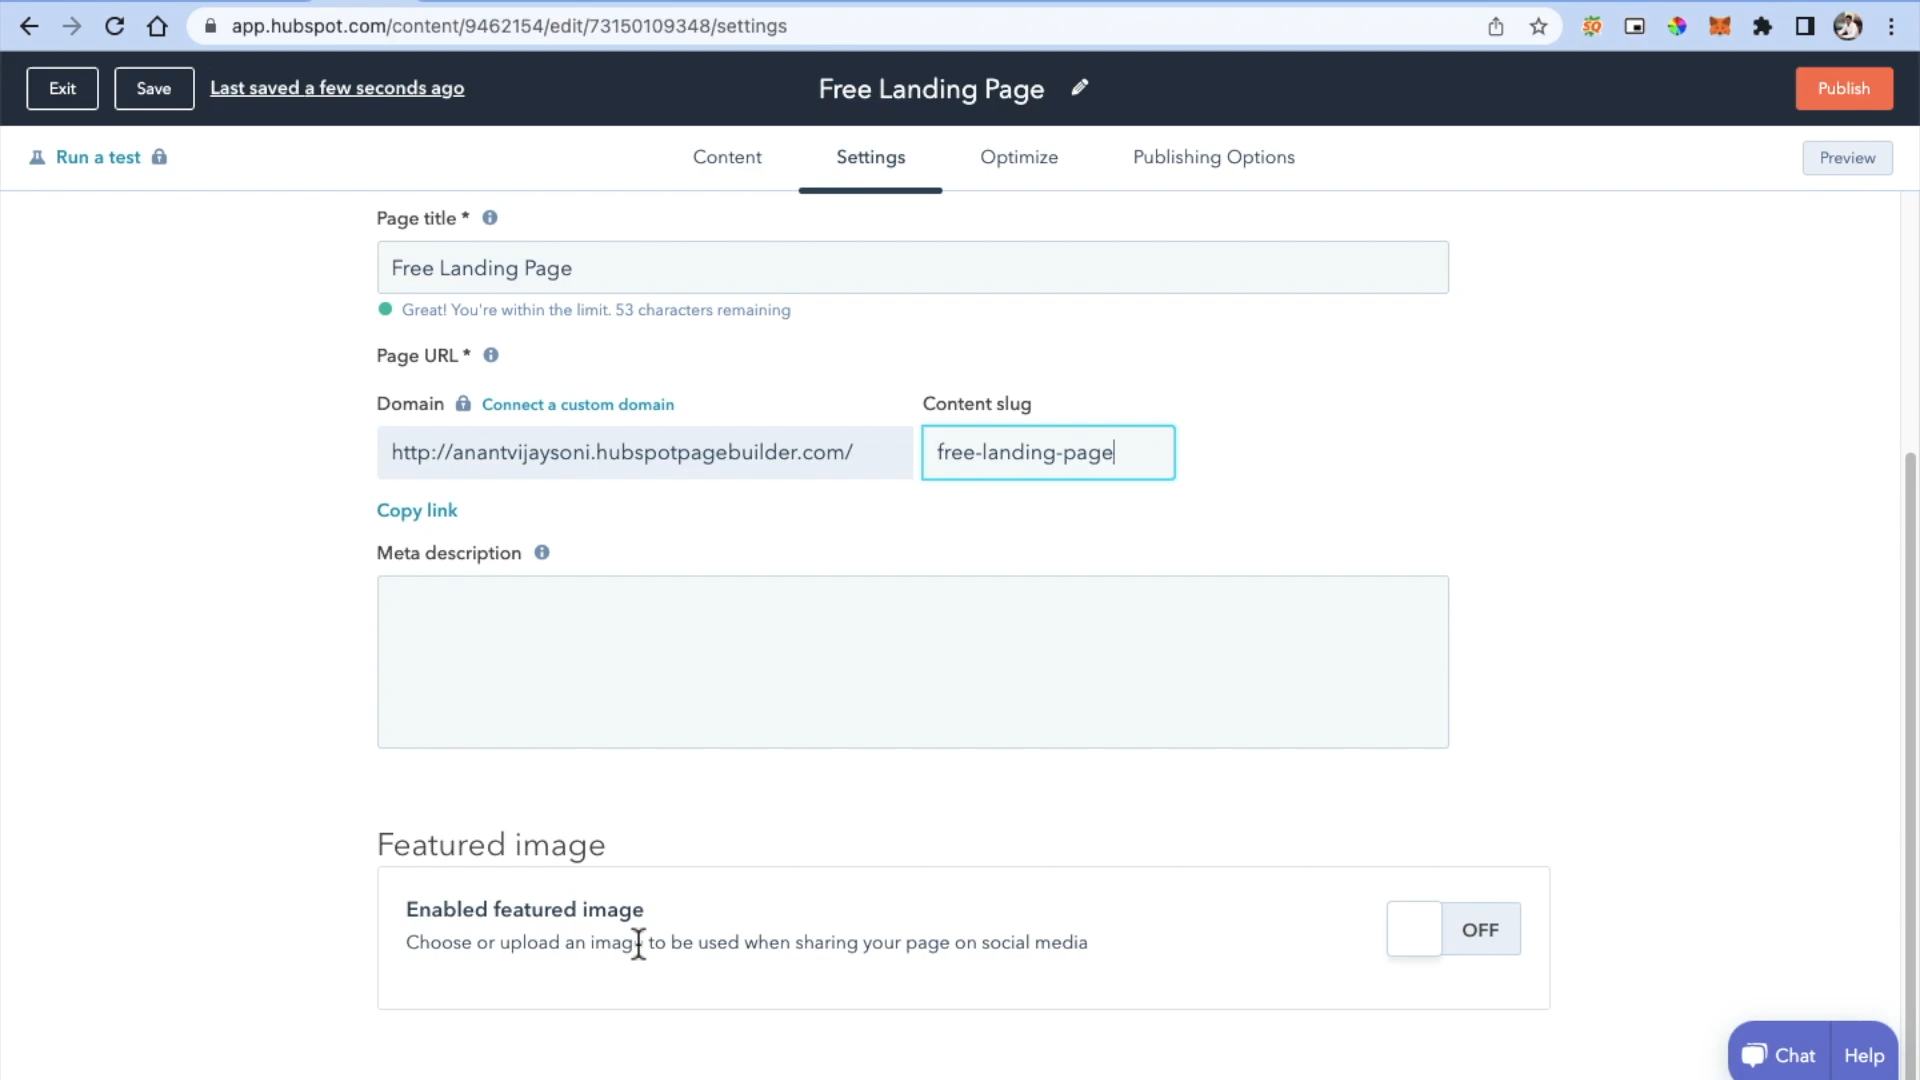 app.hubspot.com/content/9462154/edit/73150109348/settings
Exit
Save
Last saved a few seconds ago
Free Landing Page
Publish
Run a test
Content
Settings
Optimize
Publishing Options
Preview
Page title *
Free Landing Page
Great! You're within the limit. 53 characters remaining
Page URL *
Domain
Connect a custom domain
Content slug
http://anantvijaysoni.hubspotpagebuilder.com/
free-landing-page
Copy link
Meta description
Featured image
Enabled featured image
Choose or upload an image to be used when sharing your page on social media
OFF
Chat
Help